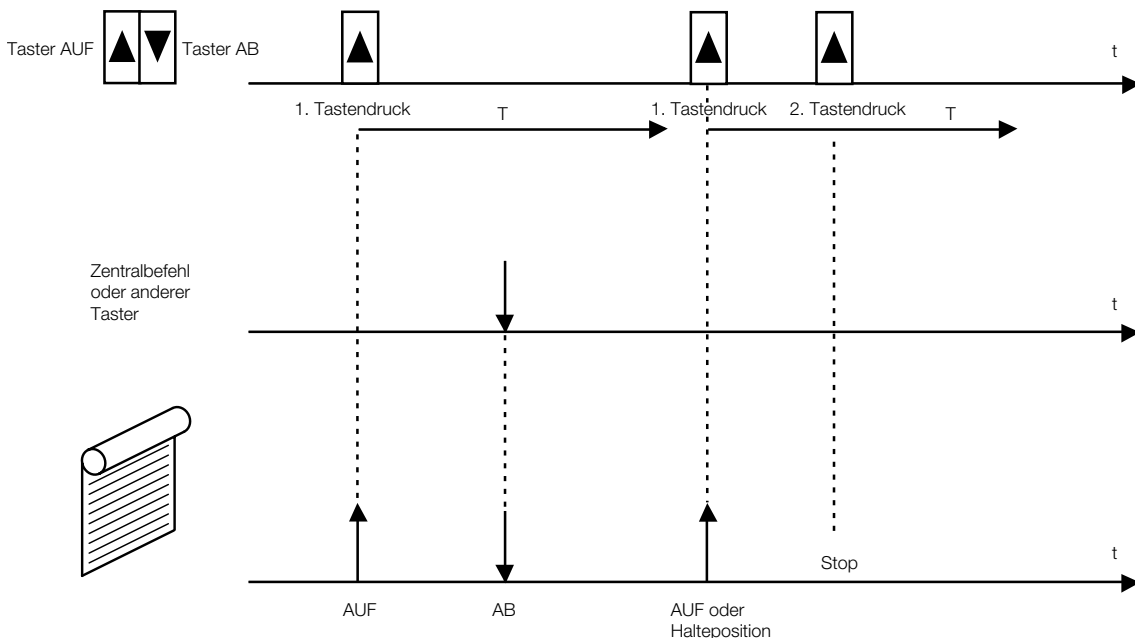 Taster AUF
Taster AB
t
1. Tastendruck
T
1. Tastendruck
2. Tastendruck
T
Zentralbefehl
oder anderer
Taster
t
Stop
t
AUF
AB
AUF oder
Halteposition